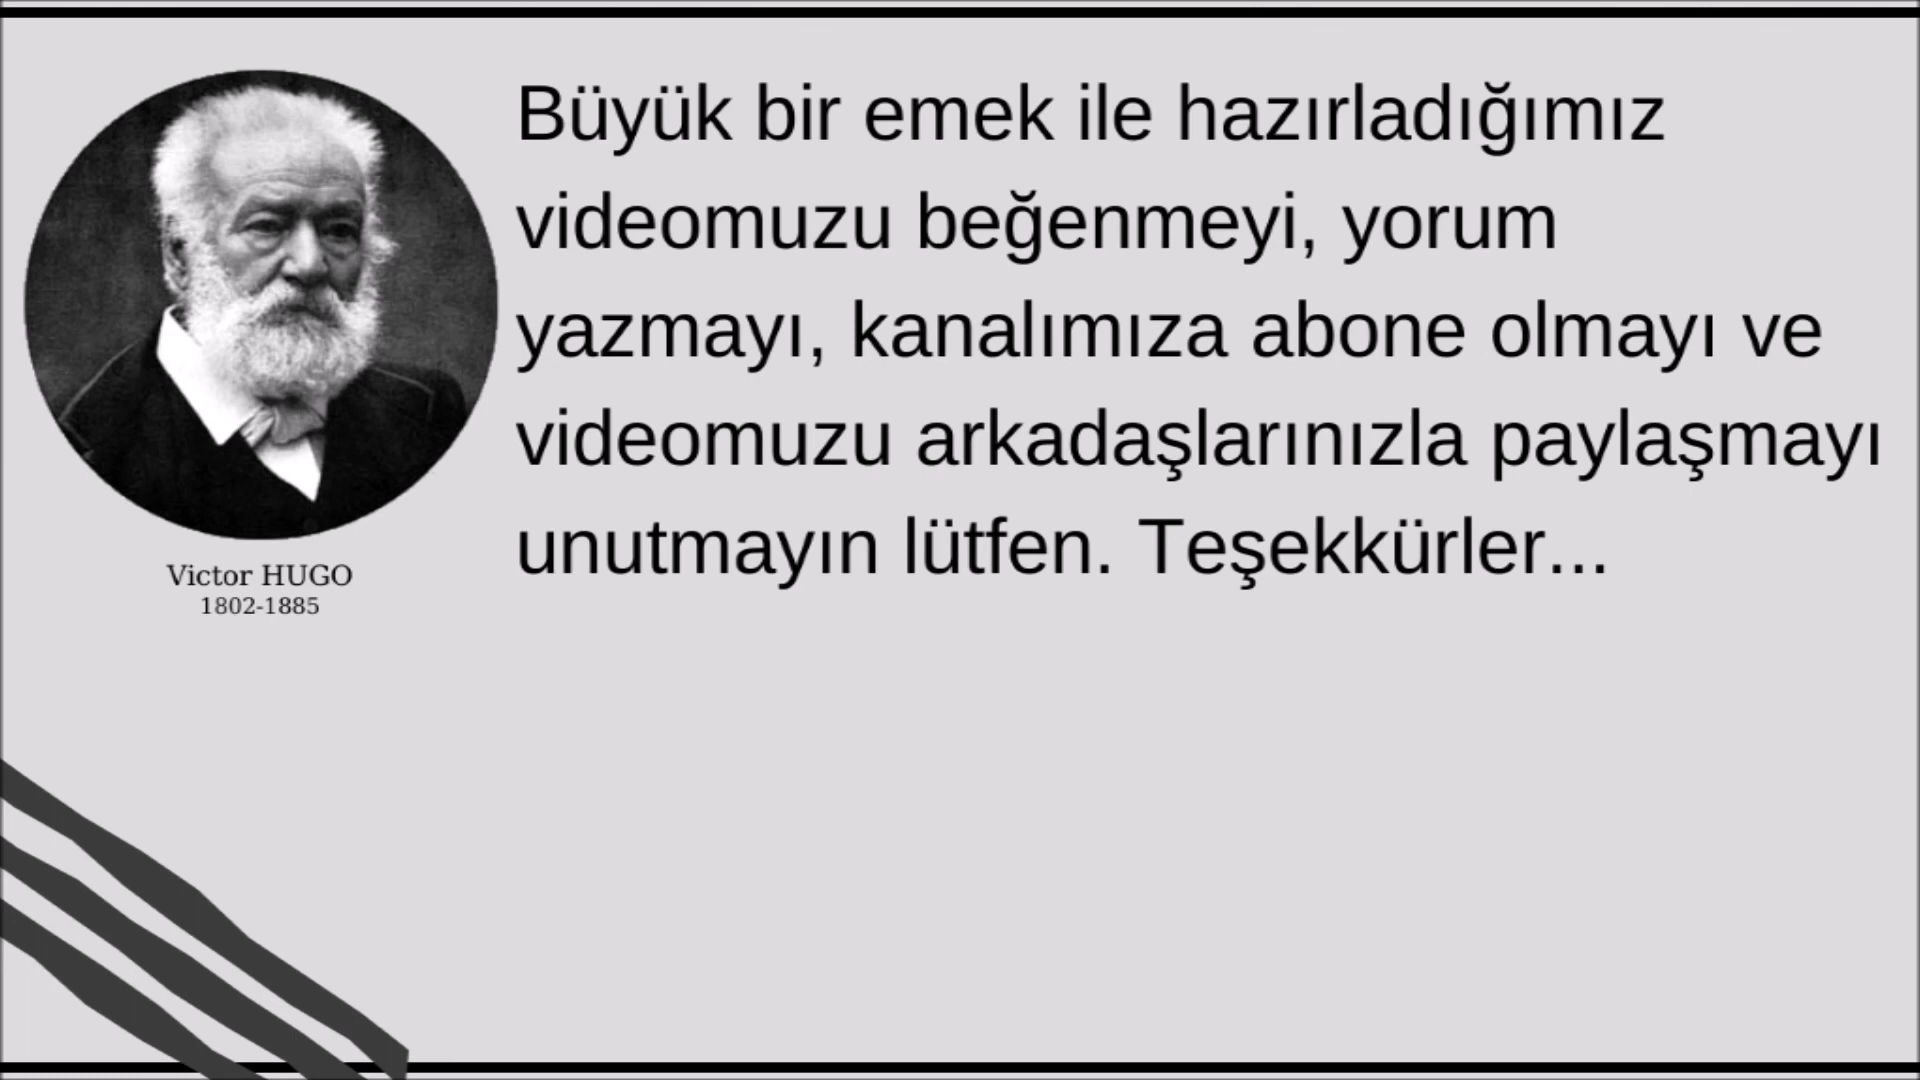 Büyük bir emek ile hazırladığımız
videomuzu beğenmeyi, yorum
yazmayı, kanalımıza abone olmayı ve
videomuzu arkadaşlarınızla paylaşmayı
unutmayın lütfen. Teşekkürler...
Victor HUGO
1802-1885